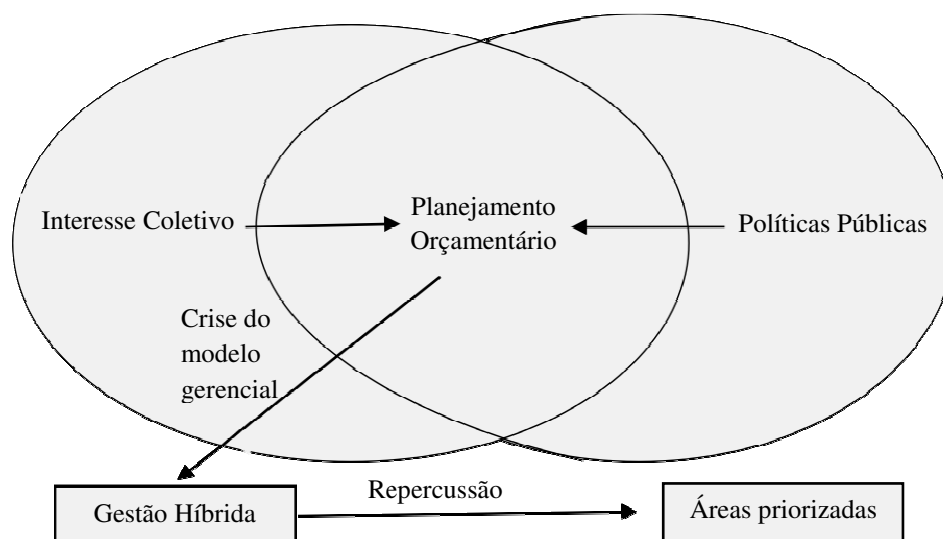 Interesse Coletivo
Planejamento
Orçamentário
Políticas Públicas
Crise do
modelo
gerencial
Gestão Híbrida
Repercussão
Áreas priorizadas